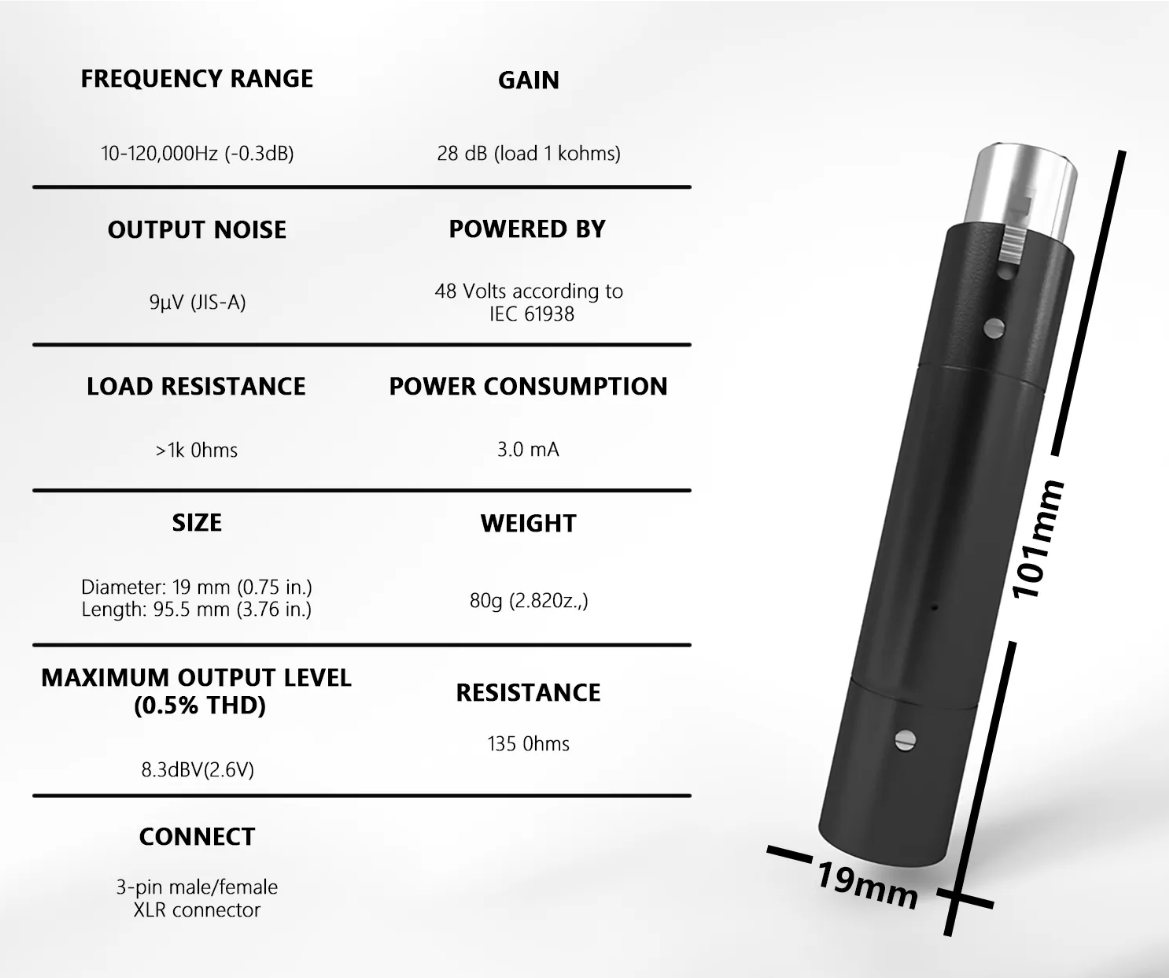 FREQUENCY RANGE
10-120,000Hz (-0.3dB)
GAIN
28 dB (load 1 kohms)
OUTPUT NOISE
9μV (JIS-A)
POWERED BY
48 Volts according to
IEC 61938
LOAD RESISTANCE
>1k 0hms
POWER CONSUMPTION
3.0 mA
SIZE
Diameter: 19 mm (0.75 in.)
Length: 95.5 mm (3.76 in.)
WEIGHT
80g (2.820z.,)
MAXIMUM OUTPUT LEVEL
(0.5% THD)
8.3dBV(2.6V)
RESISTANCE
135 0hms
CONNECT
3-pin male/female
XLR connector
101mm
19mm